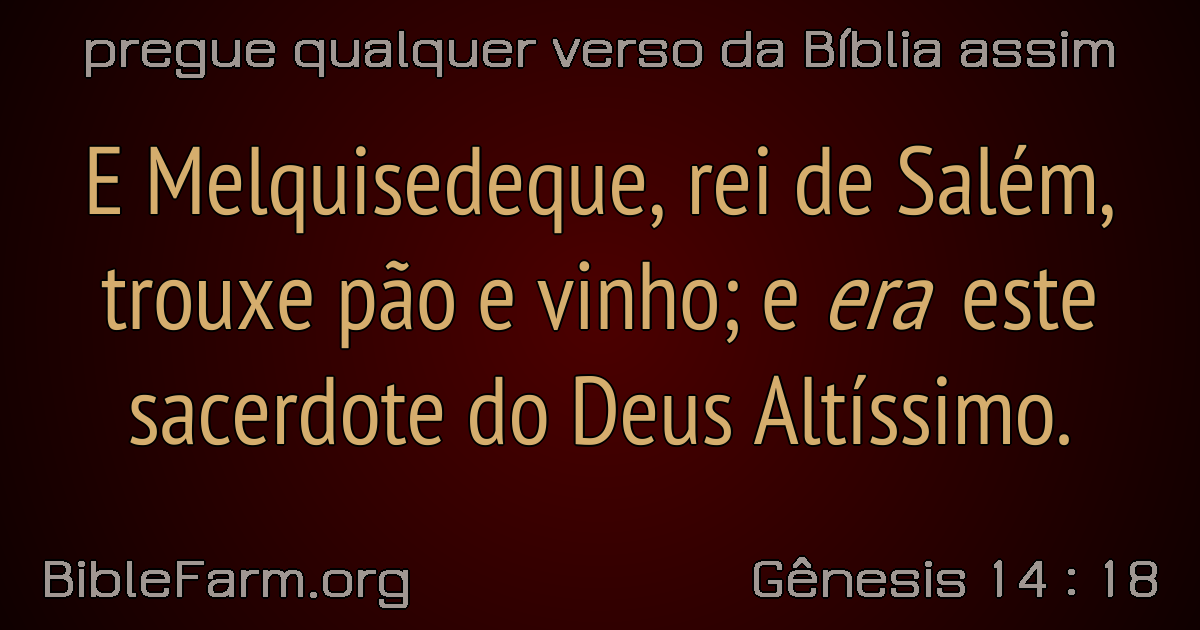 pregue qualquer verso da Bíblia assim
E Melquisedeque, rei de Salém,
trouxe pão e vinho; e era este
sacerdote do Deus Altíssimo.
BibleFarm.org
Gênesis 14 : 18